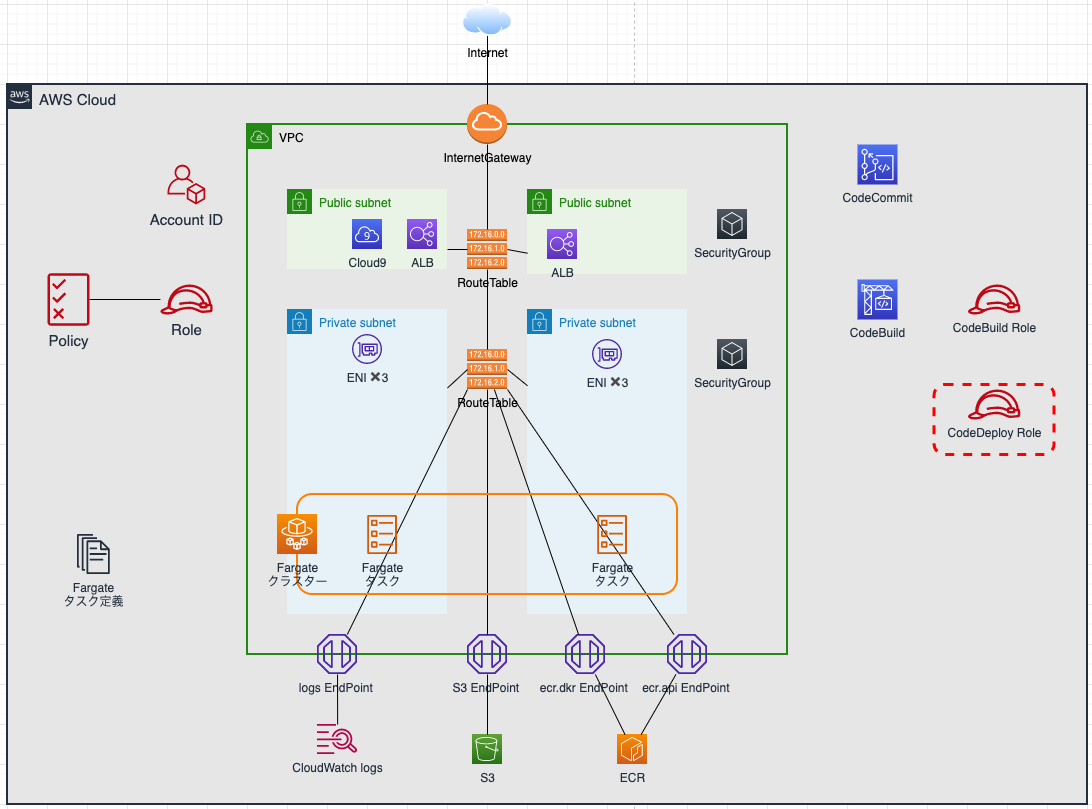 Internet
aws
AWS Cloud
VPC
InternetGateway
Account ID
Public subnet
Public subnet
Cloud9
9
ALB
172.16.0.0
172.16.1.0
172.16.2.0
RouteTable
ALB
SecurityGroup
CodeCommit
Policy
Role
Private subnet
Private subnet
ENI ✖3
172.16.0.0
172.16.1.0
172.16.2.0
RouteTable
ENI ✖3
SecurityGroup
CodeBuild
CodeBuild Role
CodeDeploy Role
Fargate
タスク定義
Fargate
クラスター
Fargate
タスク
Fargate
タスク
logs EndPoint
S3 EndPoint
ecr.dkr EndPoint
ecr.api EndPoint
CloudWatch logs
S3
ECR